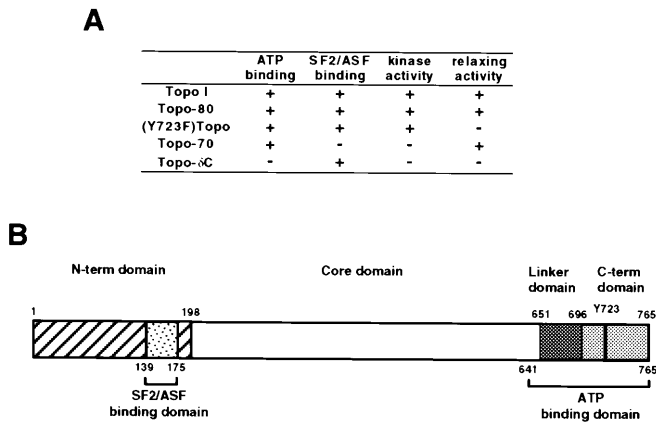 A
ATP binding SF2/ASF binding kinase activity relaxing activity
Topo I + + + +
Topo-80 + + + +
(Y723F)Topo + + + -
Topo-70 + - - +
Topo-δC - + - -
B
N-term domain Core domain Linker domain C-term domain
1 198 651 696 Y723 765
139 175 641 765
SF2/ASF binding domain
ATP binding domain